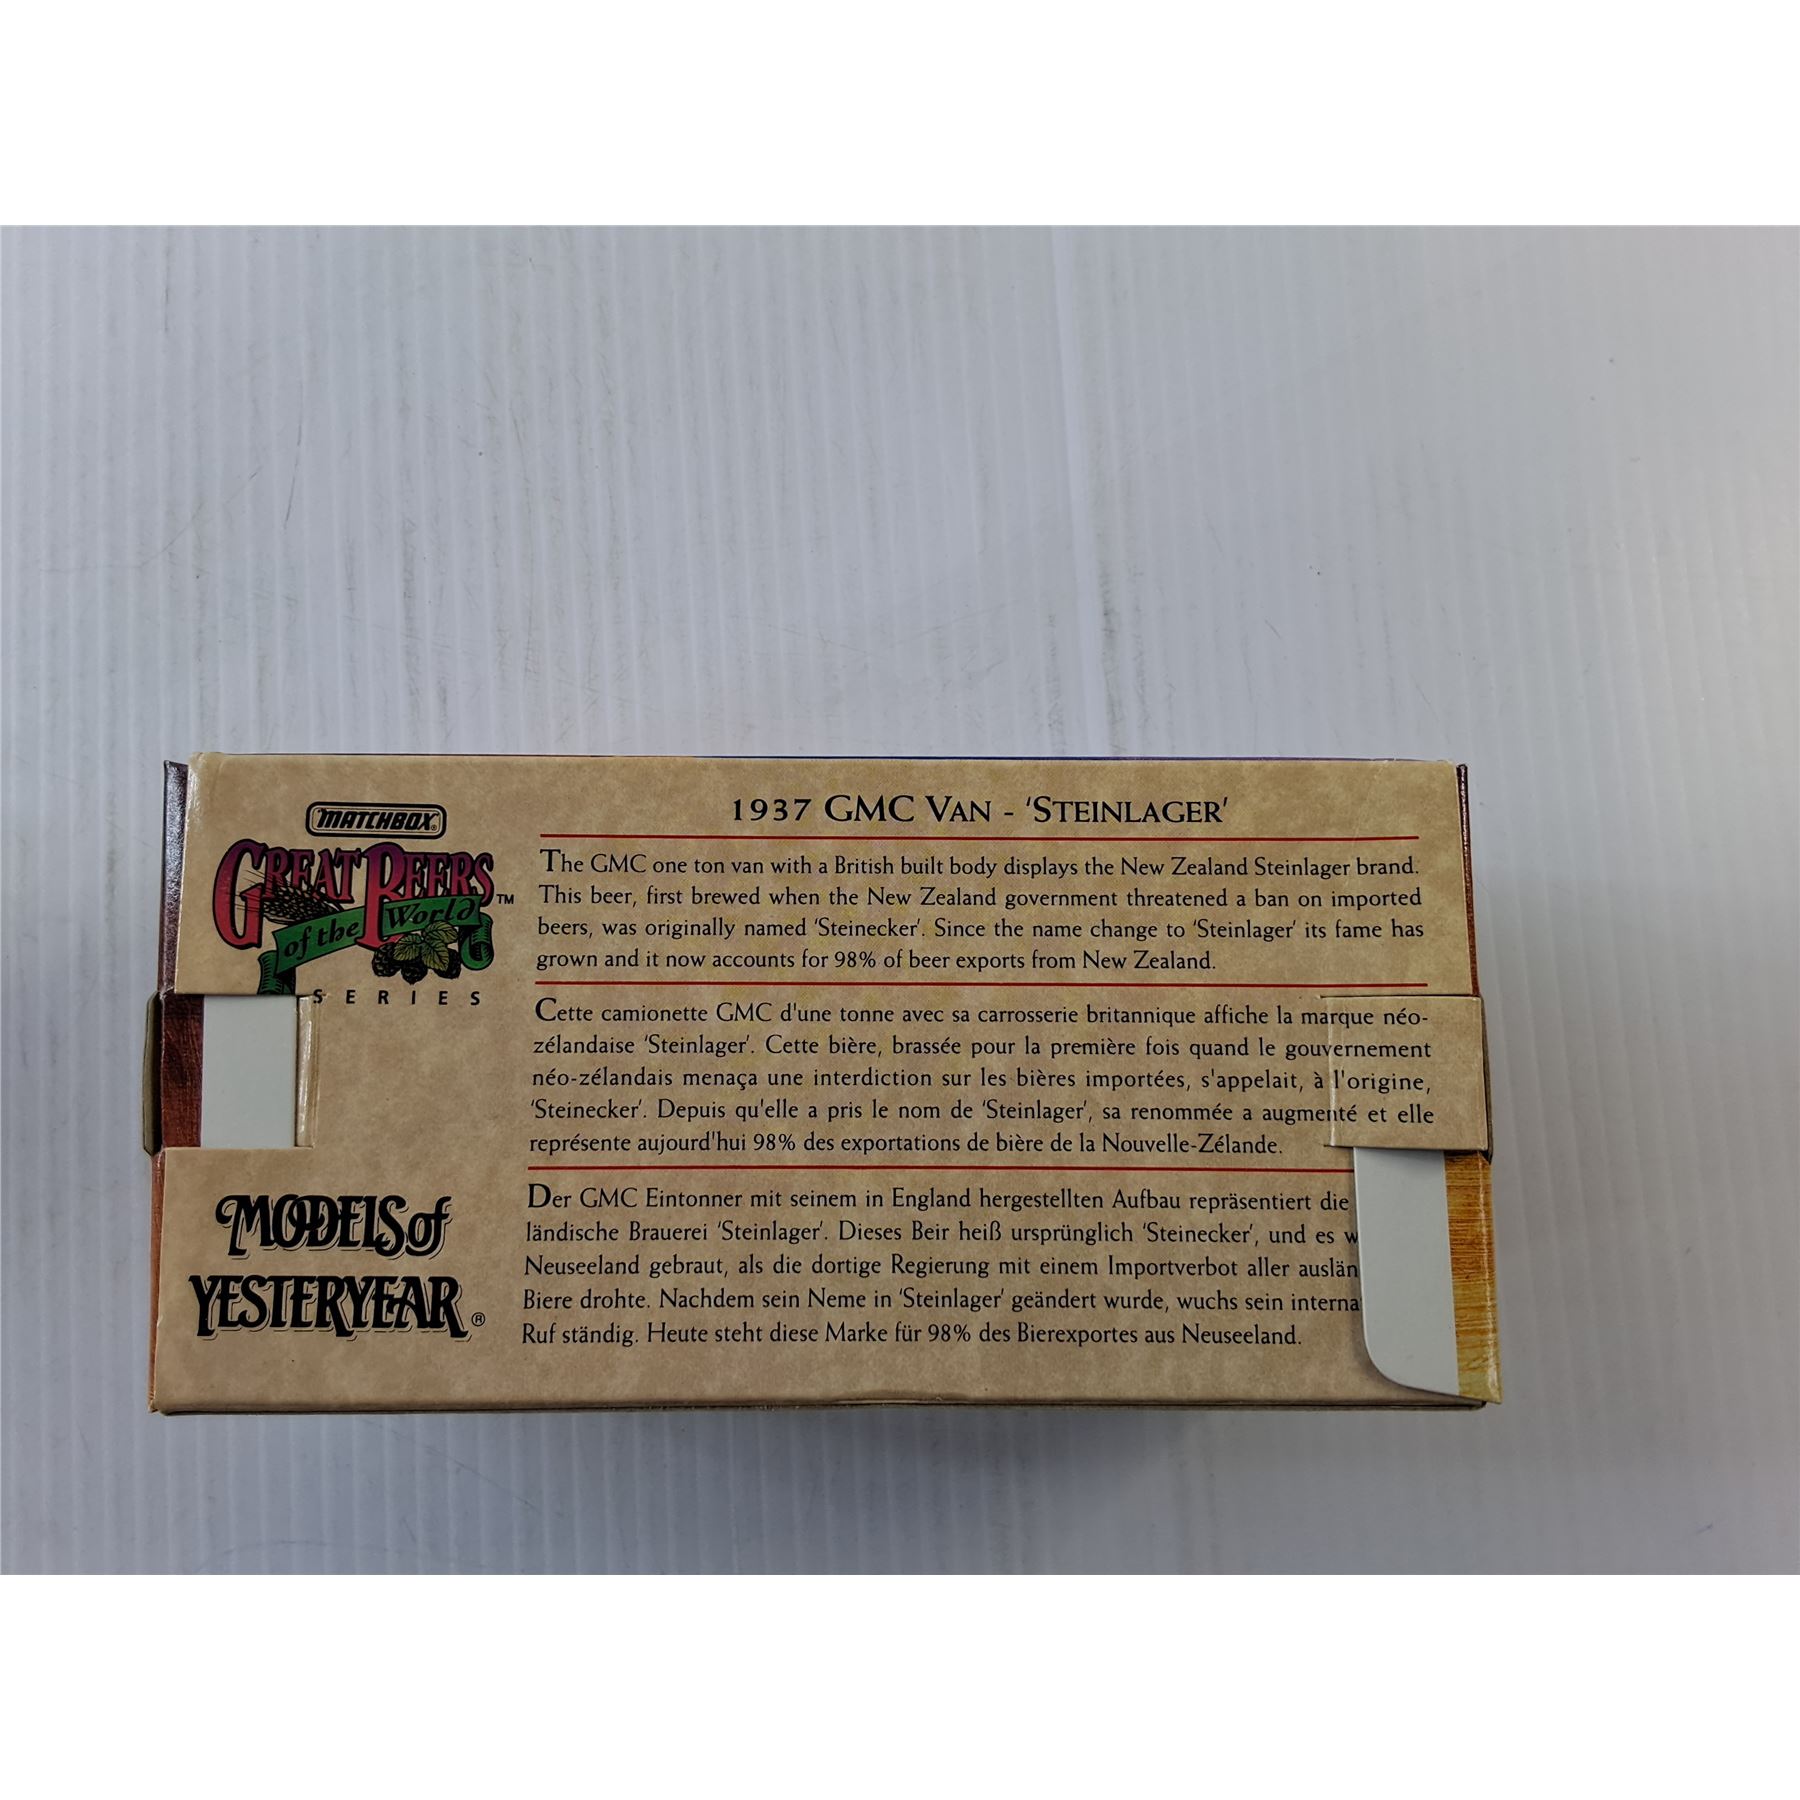 MATCHBOX®
GREAT BEERS™
of the World
SERIES
MODELS of
YESTERYEAR®
1937 GMC VAN - 'STEINLAGER'
The GMC one ton van with a British built body displays the New Zealand Steinlager brand.
This beer, first brewed when the New Zealand government threatened a ban on imported
beers, was originally named 'Steinecker'. Since the name change to 'Steinlager' its fame has
grown and it now accounts for 98% of beer exports from New Zealand.
Cette camionette GMC d'une tonne avec sa carrosserie britannique affiche la marque néo-
zélandaise 'Steinlager'. Cette bière, brassée pour la première fois quand le gouvernement
néo-zélandais menaça une interdiction sur les bières importées, s'appelait, à l'origine,
'Steinecker'. Depuis qu'elle a pris le nom de 'Steinlager', sa renommée a augmenté et elle
représente aujourd'hui 98% des exportations de bière de la Nouvelle-Zélande.
Der GMC Eintonner mit seinem in England hergestellten Aufbau repräsentiert die
ländische Brauerei 'Steinlager'. Dieses Beir heiß ursprünglich 'Steinecker', und es
Neuseeland gebraut, als die dortige Regierung mit einem Importverbot aller auslän
Biere drohte. Nachdem sein Neme in 'Steinlager' geändert wurde, wuchs sein interna
Ruf ständig. Heute steht diese Marke für 98% des Bierexportes aus Neuseeland.